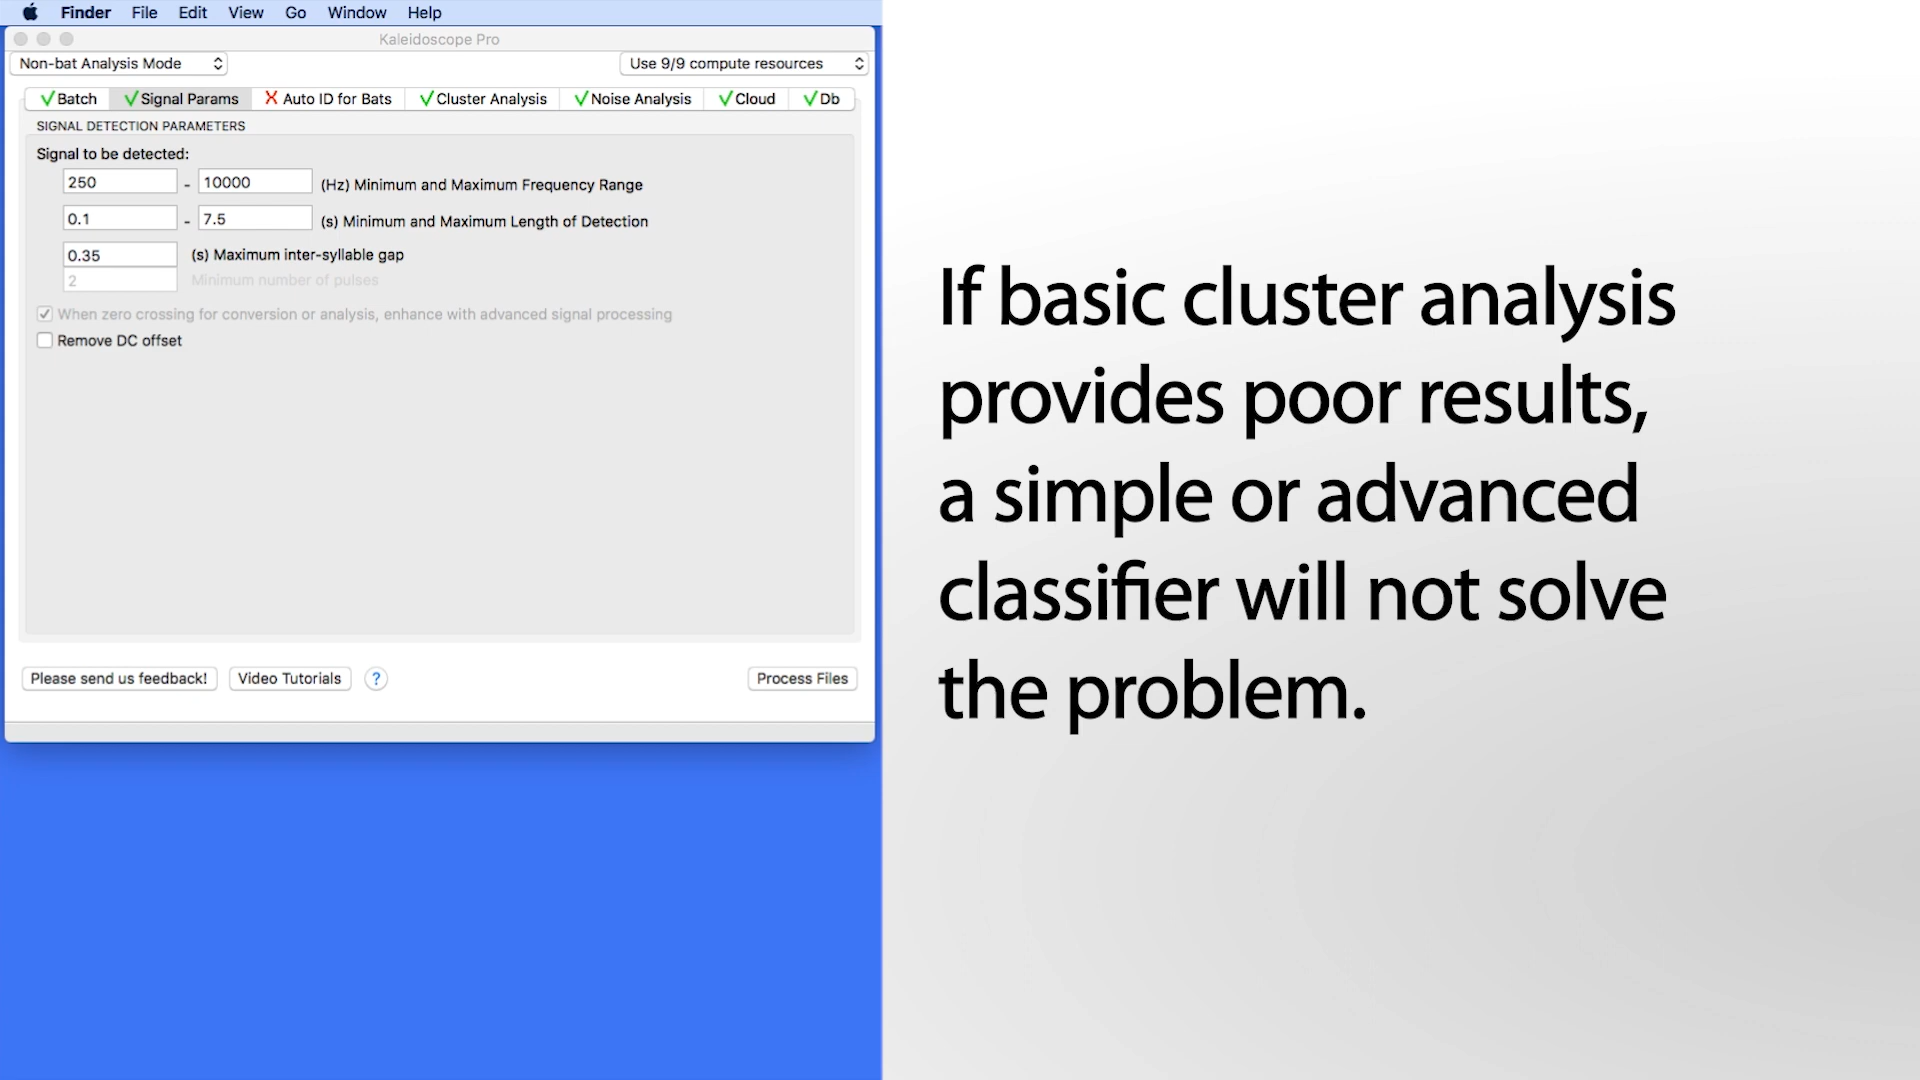 Finder File Edit View Go Window Help
Kaleidoscope Pro
Non-bat Analysis Mode Use 9/9 compute resources
Batch Signal Params Auto ID for Bats Cluster Analysis Noise Analysis Cloud Db
SIGNAL DETECTION PARAMETERS
Signal to be detected:
250 - 10000 (Hz) Minimum and Maximum Frequency Range
0.1 - 7.5 (s) Minimum and Maximum Length of Detection
0.35 (s) Maximum inter-syllable gap
2 Minimum number of pulses
When zero crossing for conversion or analysis, enhance with advanced signal processing
Remove DC offset
Please send us feedback! Video Tutorials ? Process Files
If basic cluster analysis
provides poor results,
a simple or advanced
classifier will not solve
the problem.